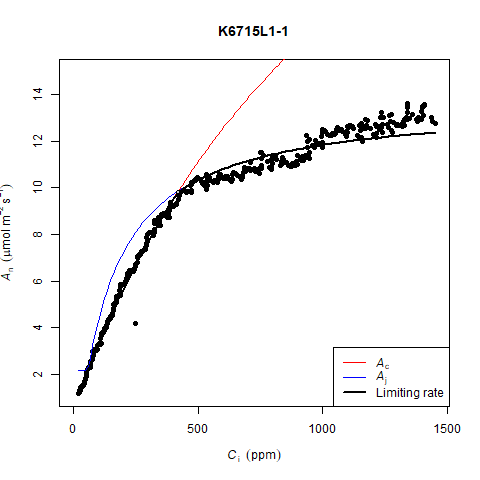 K6715L1-1
14
12
10
8
6
4
2
Aₙ (μmol m⁻² s⁻¹)
0 500 1000 1500
Cᵢ (ppm)
A꜀
Aⱼ
Limiting rate